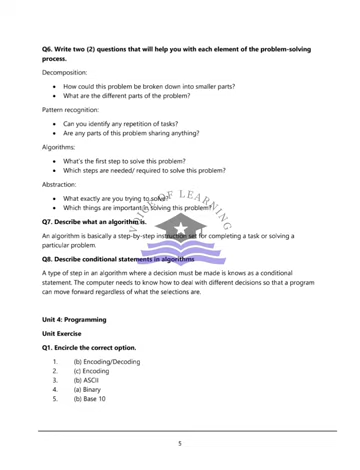 Q6. Write two (2) questions that will help you with each element of the problem-solving
process.
Decomposition:
• How could this problem be broken down into smaller parts?
• What are the different parts of the problem?
Pattern recognition:
• Can you identify any repetition of tasks?
• Are any parts of this problem sharing anything?
Algorithms:
• What's the first step to solve this problem?
• Which steps are needed/ required to solve this problem?
Abstraction:
• What exactly are you trying to solve?
• Which things are important in solving this problem?
OF LEARNING
Q7. Describe what an algorithm is.
An algorithm is basically a step-by-step instruction set for completing a task or solving a
particular problem.
Q8. Describe conditional statements in algorithms
A type of step in an algorithm where a decision must be made is knows as a conditional
statement. The computer needs to know how to deal with different decisions so that a program
can move forward regardless of what the selections are.
Unit 4: Programming
Unit Exercise
Q1. Encircle the correct option.
1. (b) Encoding/Decoding
2. (c) Encoding
3. (b) ASCII
4. (a) Binary
5. (b) Base 10
5